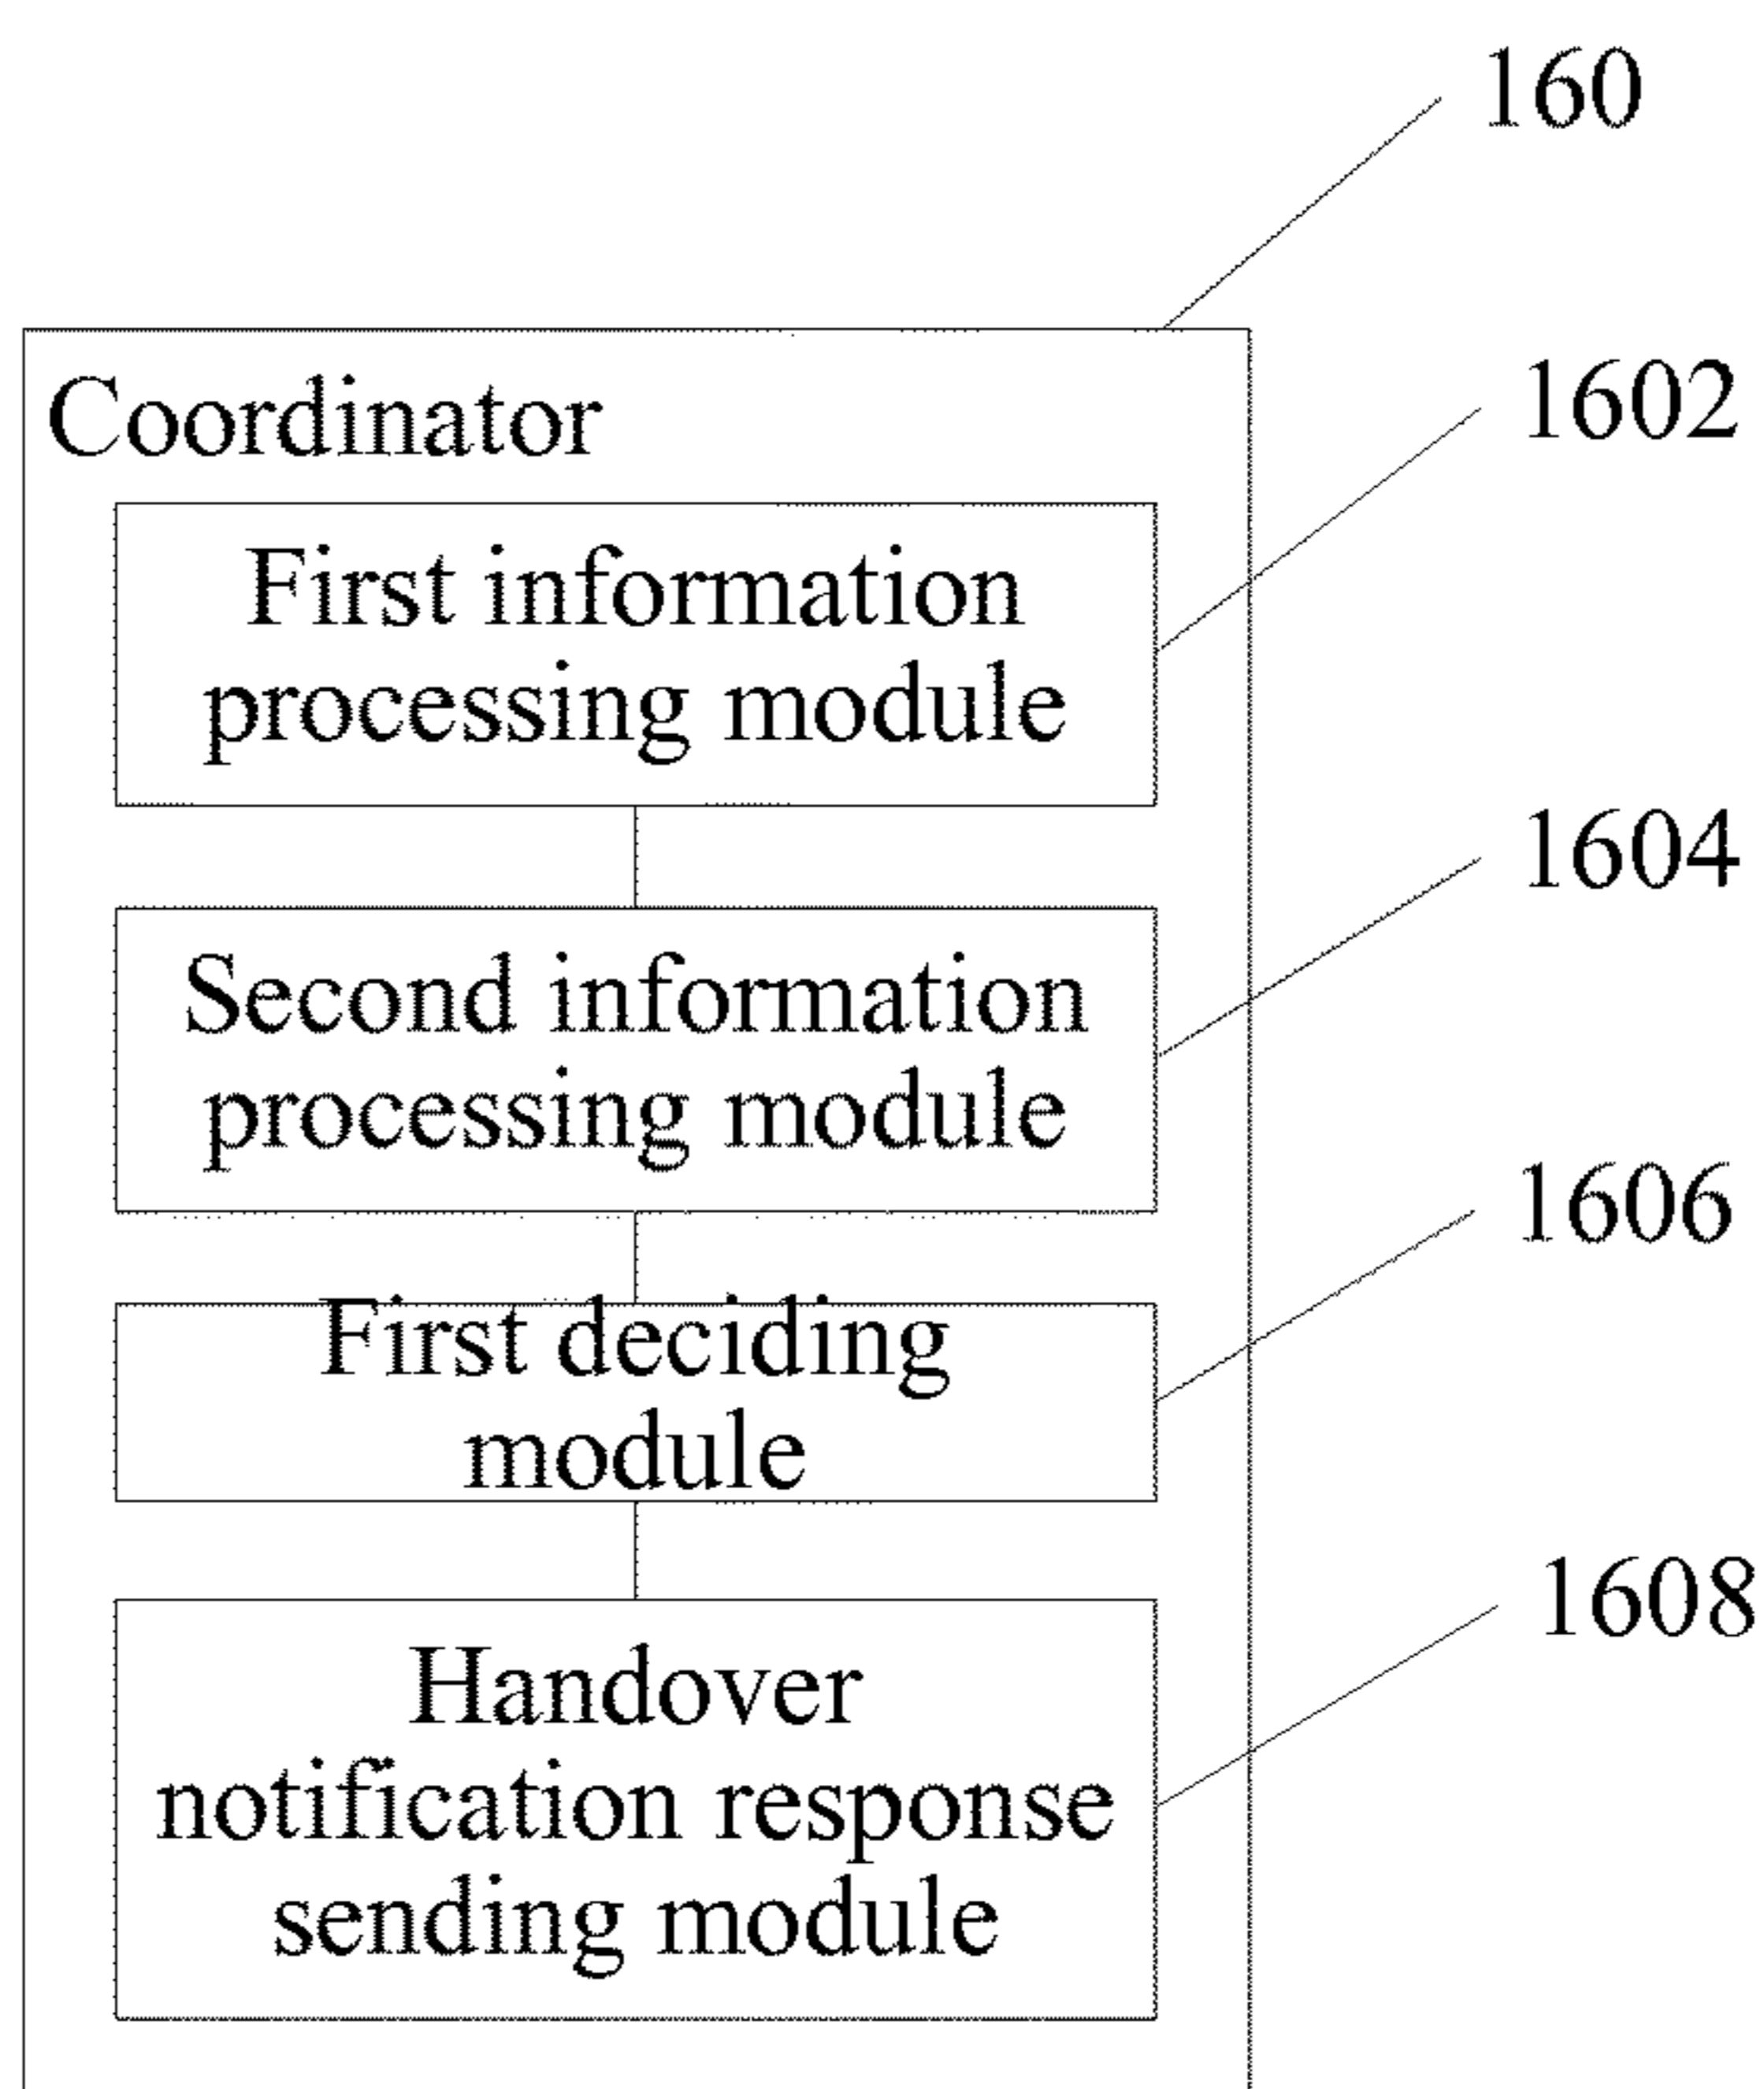 160
Coordinator
1602
First information
processing module
1604
Second information
processing module
1606
First deciding
module
1608
Handover
notification response
sending module